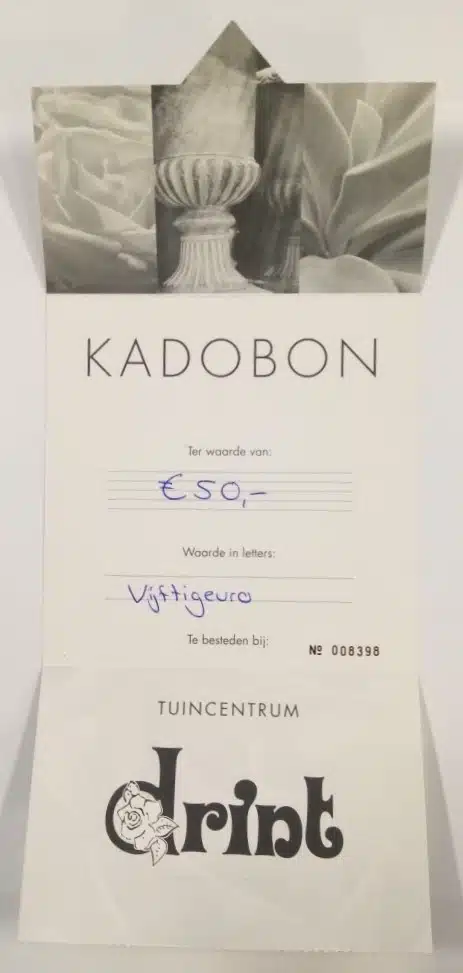 KADOBON
Ter waarde van:
€50,-
Waarde in letters:
Vijftigeuro
Te besteden bij:
Nº 008398
TUINCENTRUM
drint